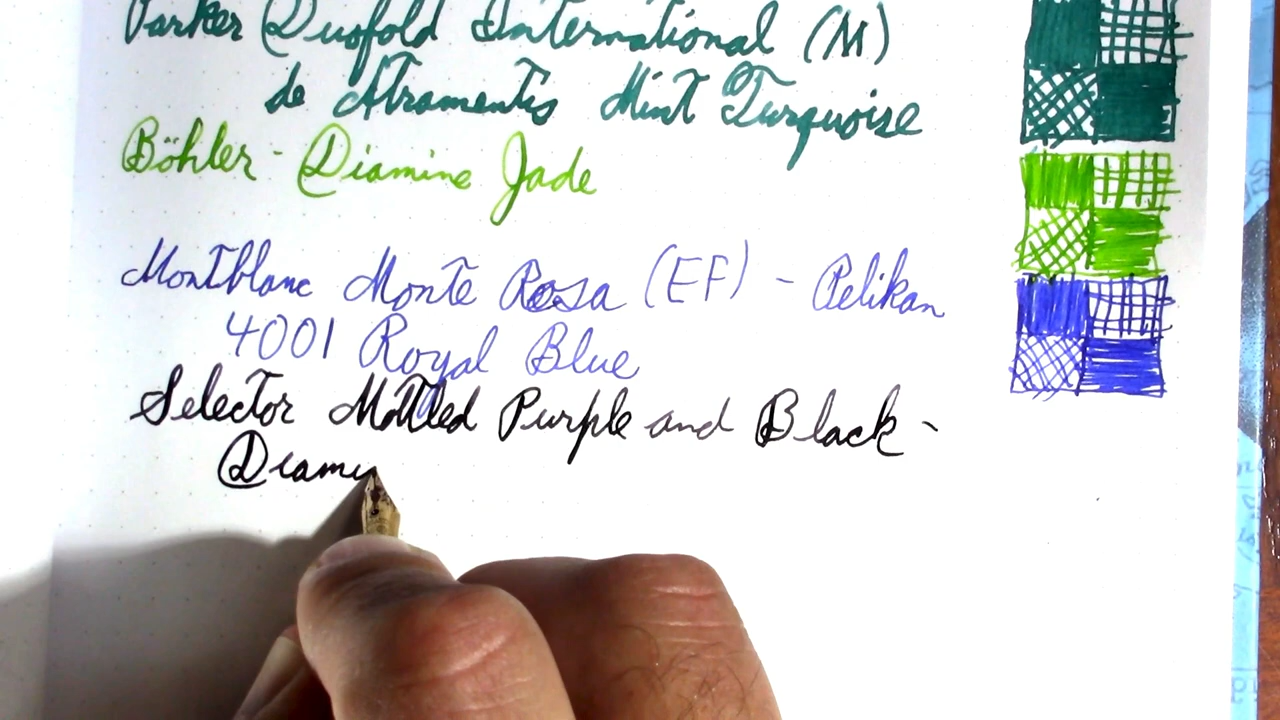 Parker Duofold International (M)
de Atramentis Mint Turquoise
Böhler - Diamine Jade
Montblanc Monte Rosa (EF) - Pelikan
4001 Royal Blue
Selector Mottled Purple and Black -
Diami